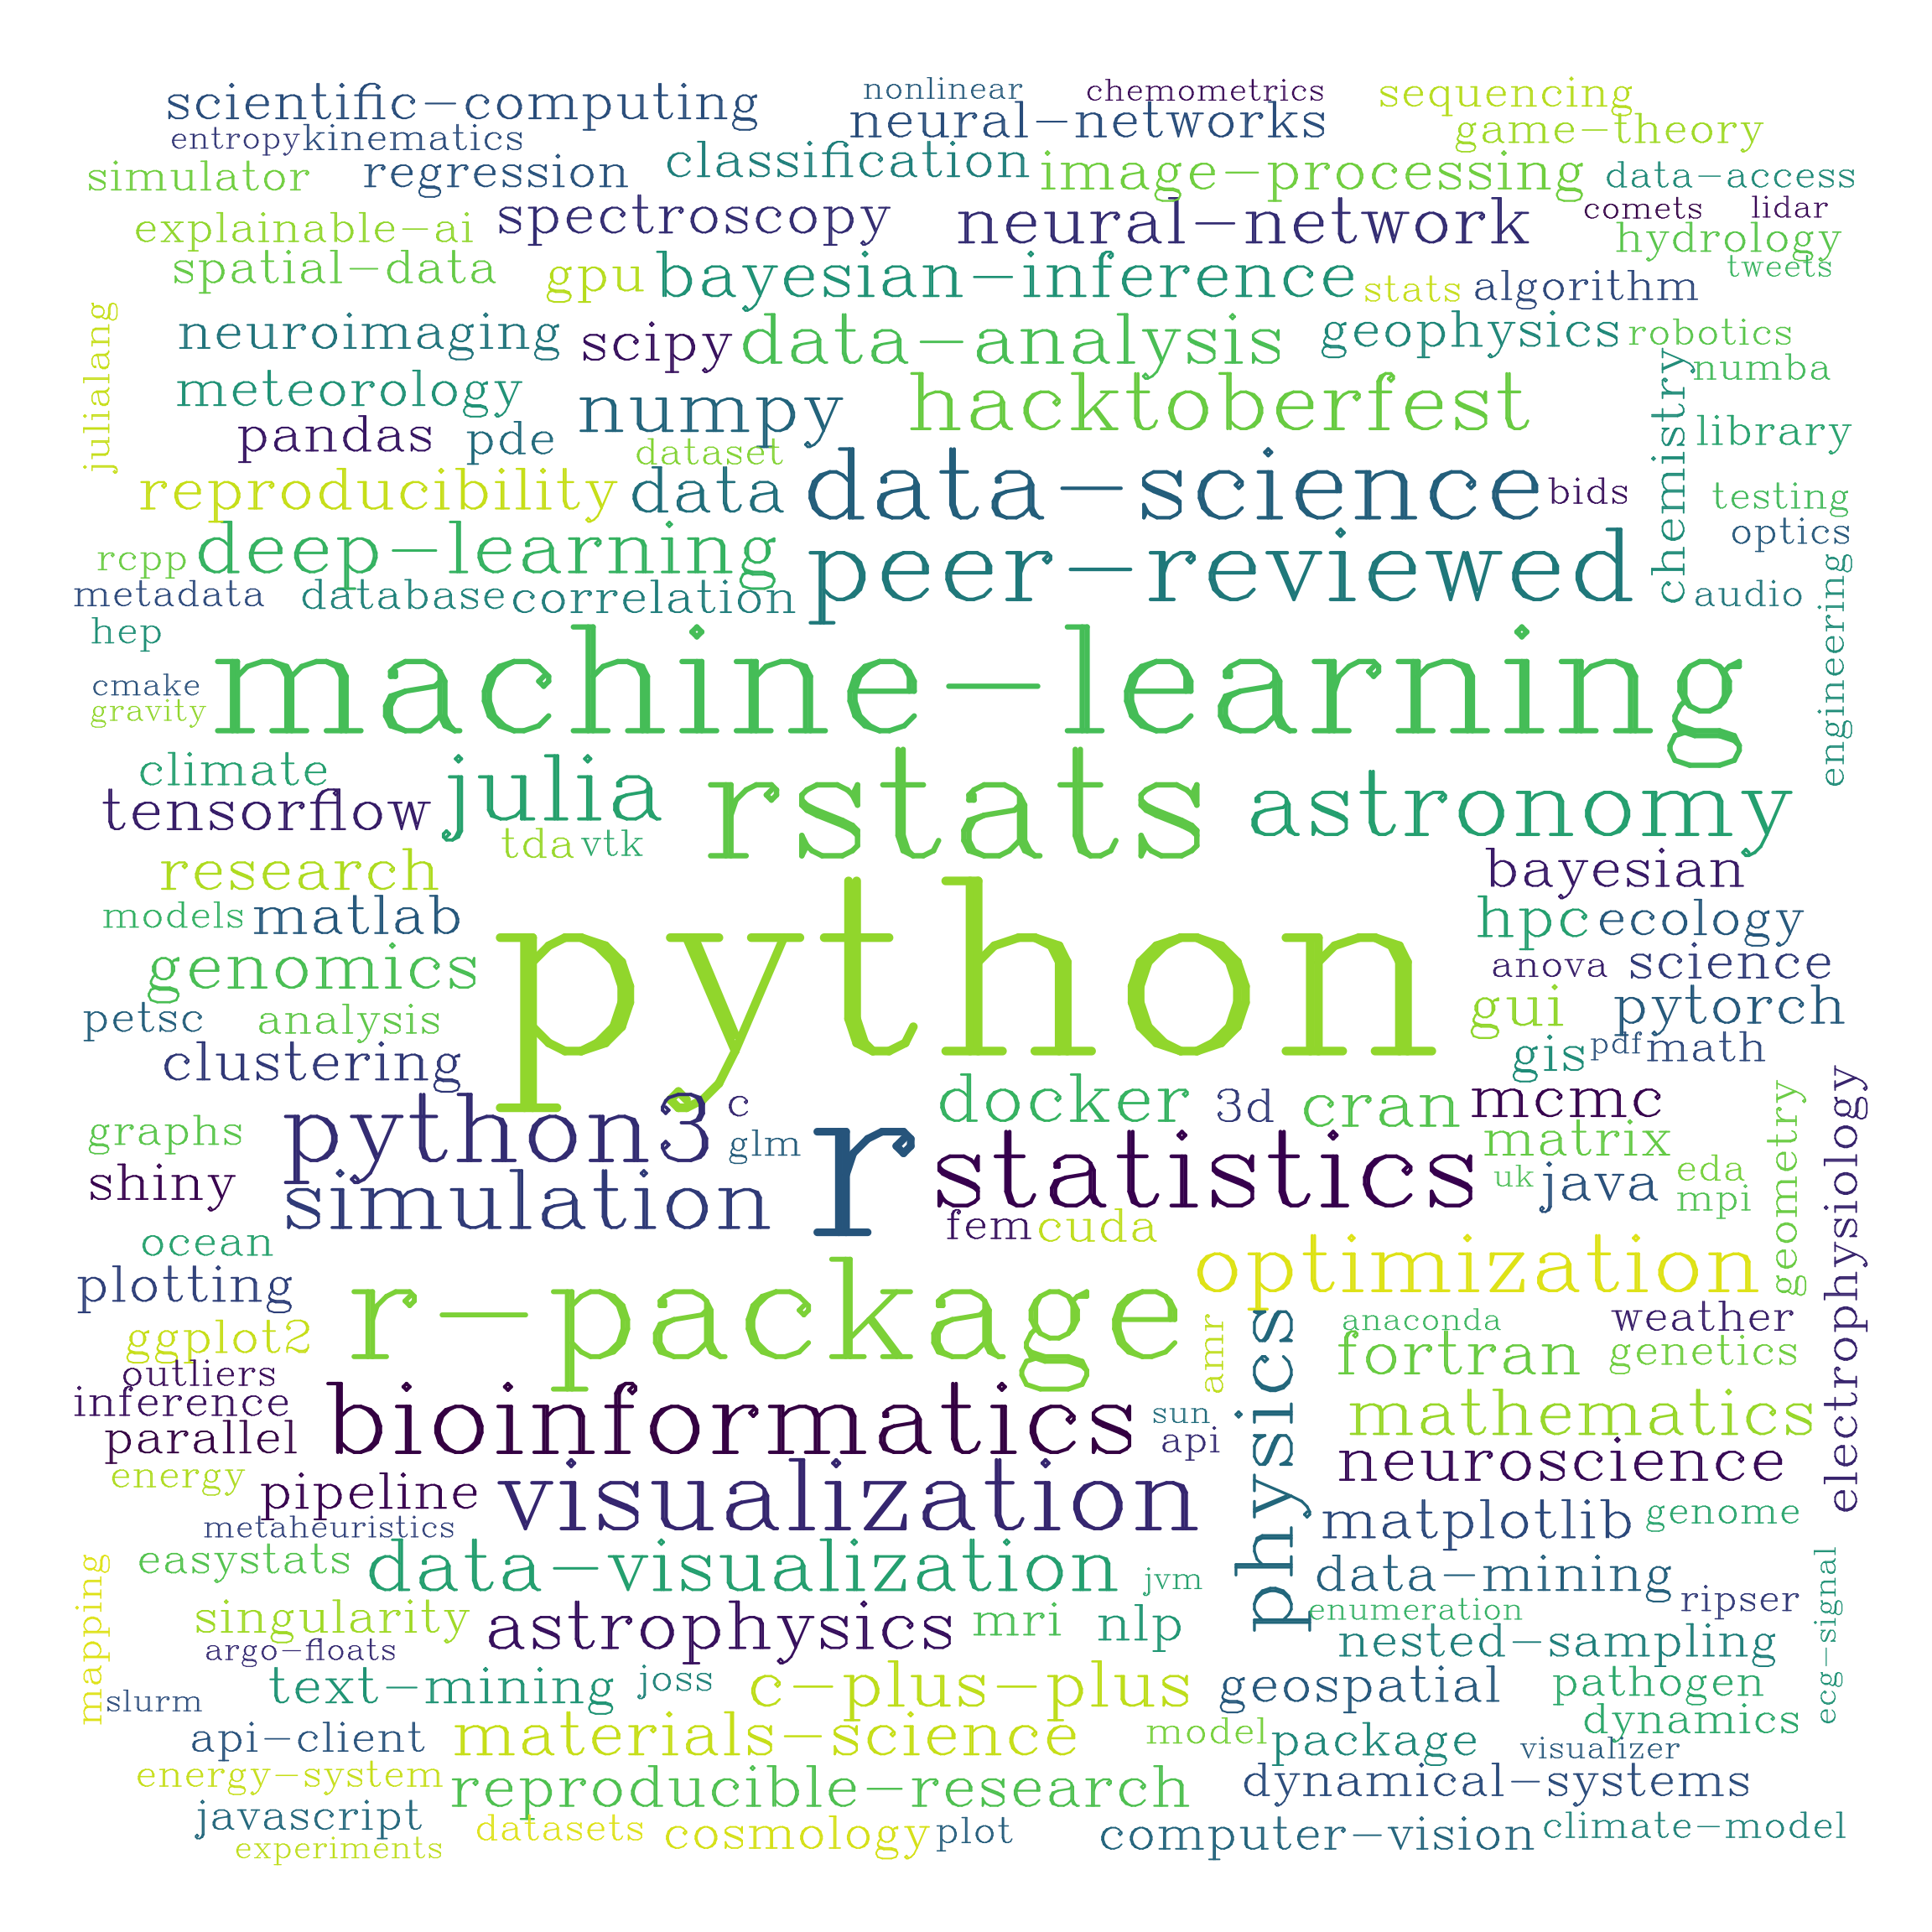 scientific-computing
nonlinear
chemometrics
sequencing
entropy
kinematics
neural-networks
game-theory
simulator
regression
classification
image-processing
data-access
explainable-ai
spectroscopy
neural-network
comets
lidar
hydrology
tweets
spatial-data
gpu
bayesian-inference
stats
algorithm
julialang
neuroimaging
scipy
data-analysis
geophysics
robotics
meteorology
numpy
hacktoberfest
chemistry
numba
pandas
pde
dataset
library
reproducibility
data
data-science
bids
testing
optics
rcpp
deep-learning
peer-reviewed
metadata
database
correlation
audio
engineering
hep
machine-learning
cmake
gravity
climate
tensorflow
julia
rstats
astronomy
tda
vtk
research
bayesian
models
matlab
python
hpc
ecology
genomics
anova
science
petsc
analysis
gui
pytorch
clustering
gis
pdf
math
python3
c
docker
3d
cran
mcmc
graphs
glm
r
statistics
matrix
geometry
electrophysiology
shiny
simulation
uk
java
eda
mpi
fem
cuda
ocean
plotting
r-package
optimization
ggplot2
amr
physics
anaconda
weather
outliers
fortran
genetics
inference
bioinformatics
sun
mathematics
parallel
api
neuroscience
energy
pipeline
visualization
matplotlib
genome
metaheuristics
mapping
easystats
data-visualization
jvm
data-mining
ripser
ecg-signal
singularity
astrophysics
mri
nlp
enumeration
argo-floats
nested-sampling
text-mining
joss
c-plus-plus
geospatial
pathogen
slurm
dynamics
api-client
materials-science
model
package
visualizer
energy-system
reproducible-research
dynamical-systems
javascript
datasets
cosmology
plot
computer-vision
climate-model
experiments